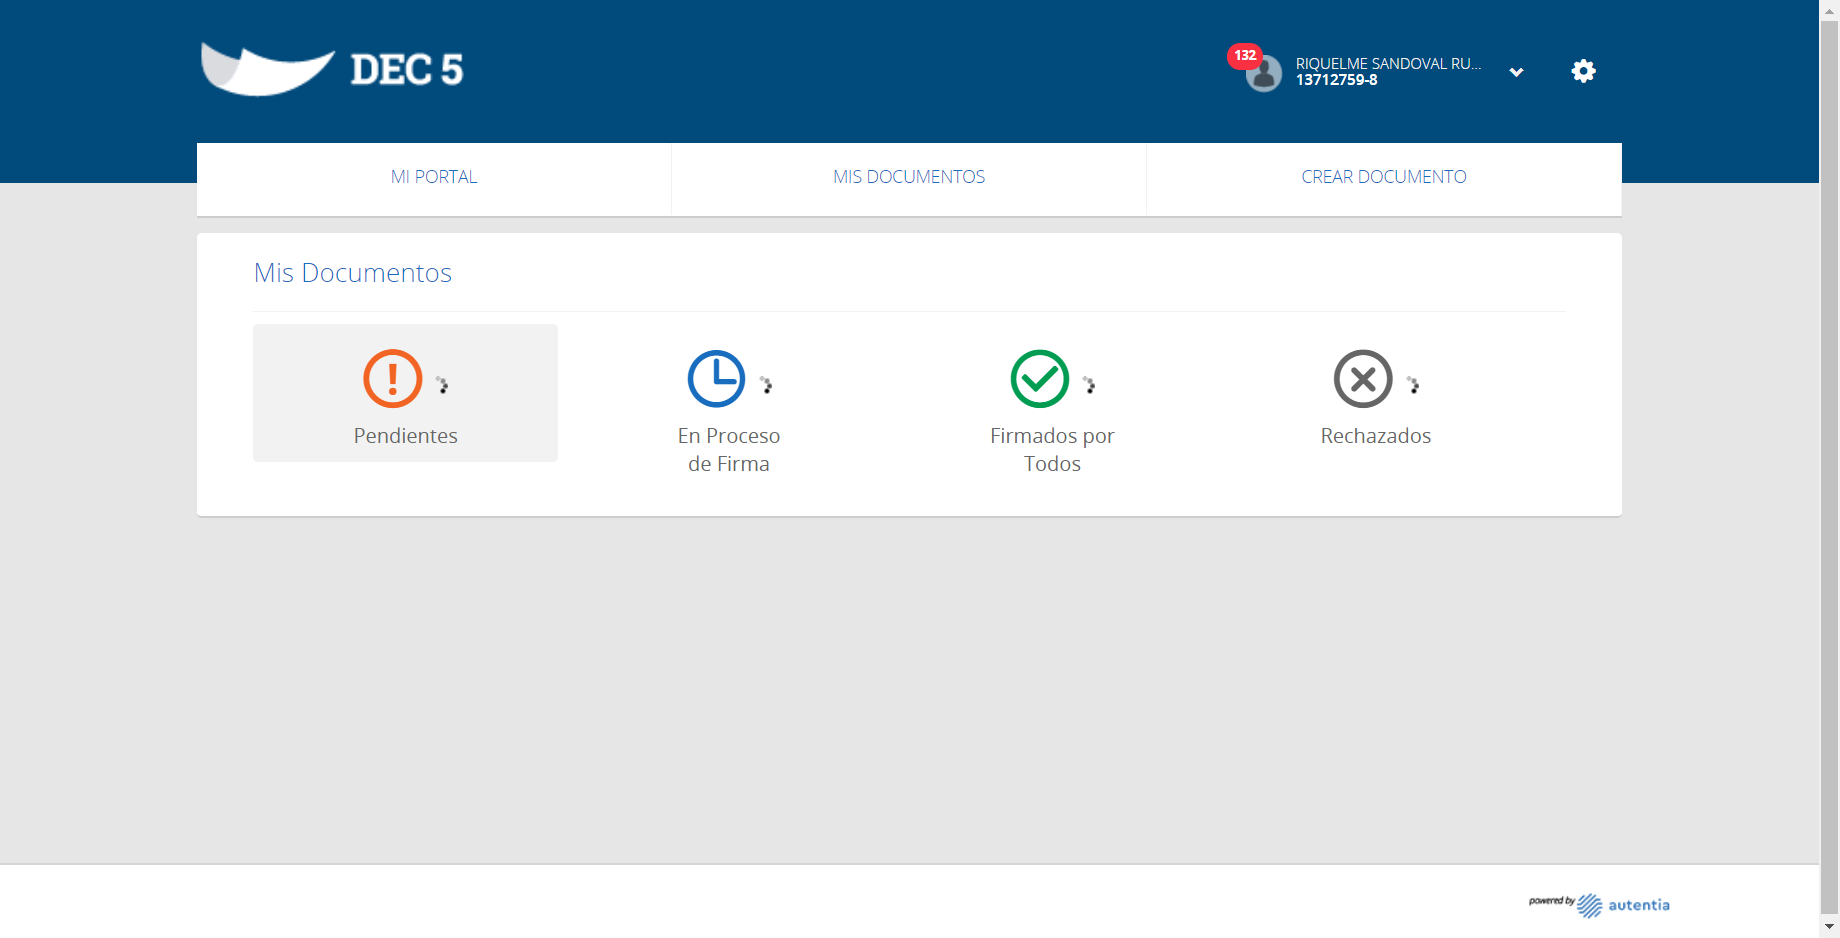 DEC 5
132
RIQUELME SANDOVAL RU...
13712759-8
MI PORTAL
MIS DOCUMENTOS
CREAR DOCUMENTO
Mis Documentos
Pendientes
En Proceso
de Firma
Firmados por
Todos
Rechazados
powered by autentia